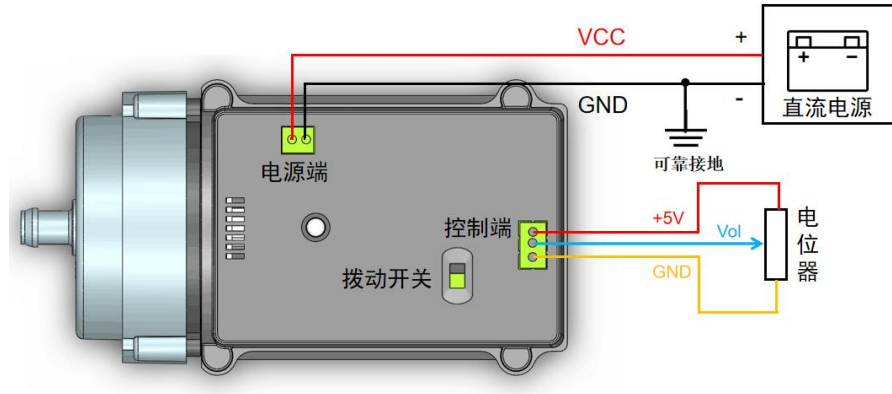 VCC
+
GND
-
+ -
直流电源
可靠接地
电源端
控制端
拨动开关
+5V
Vol
GND
电位器